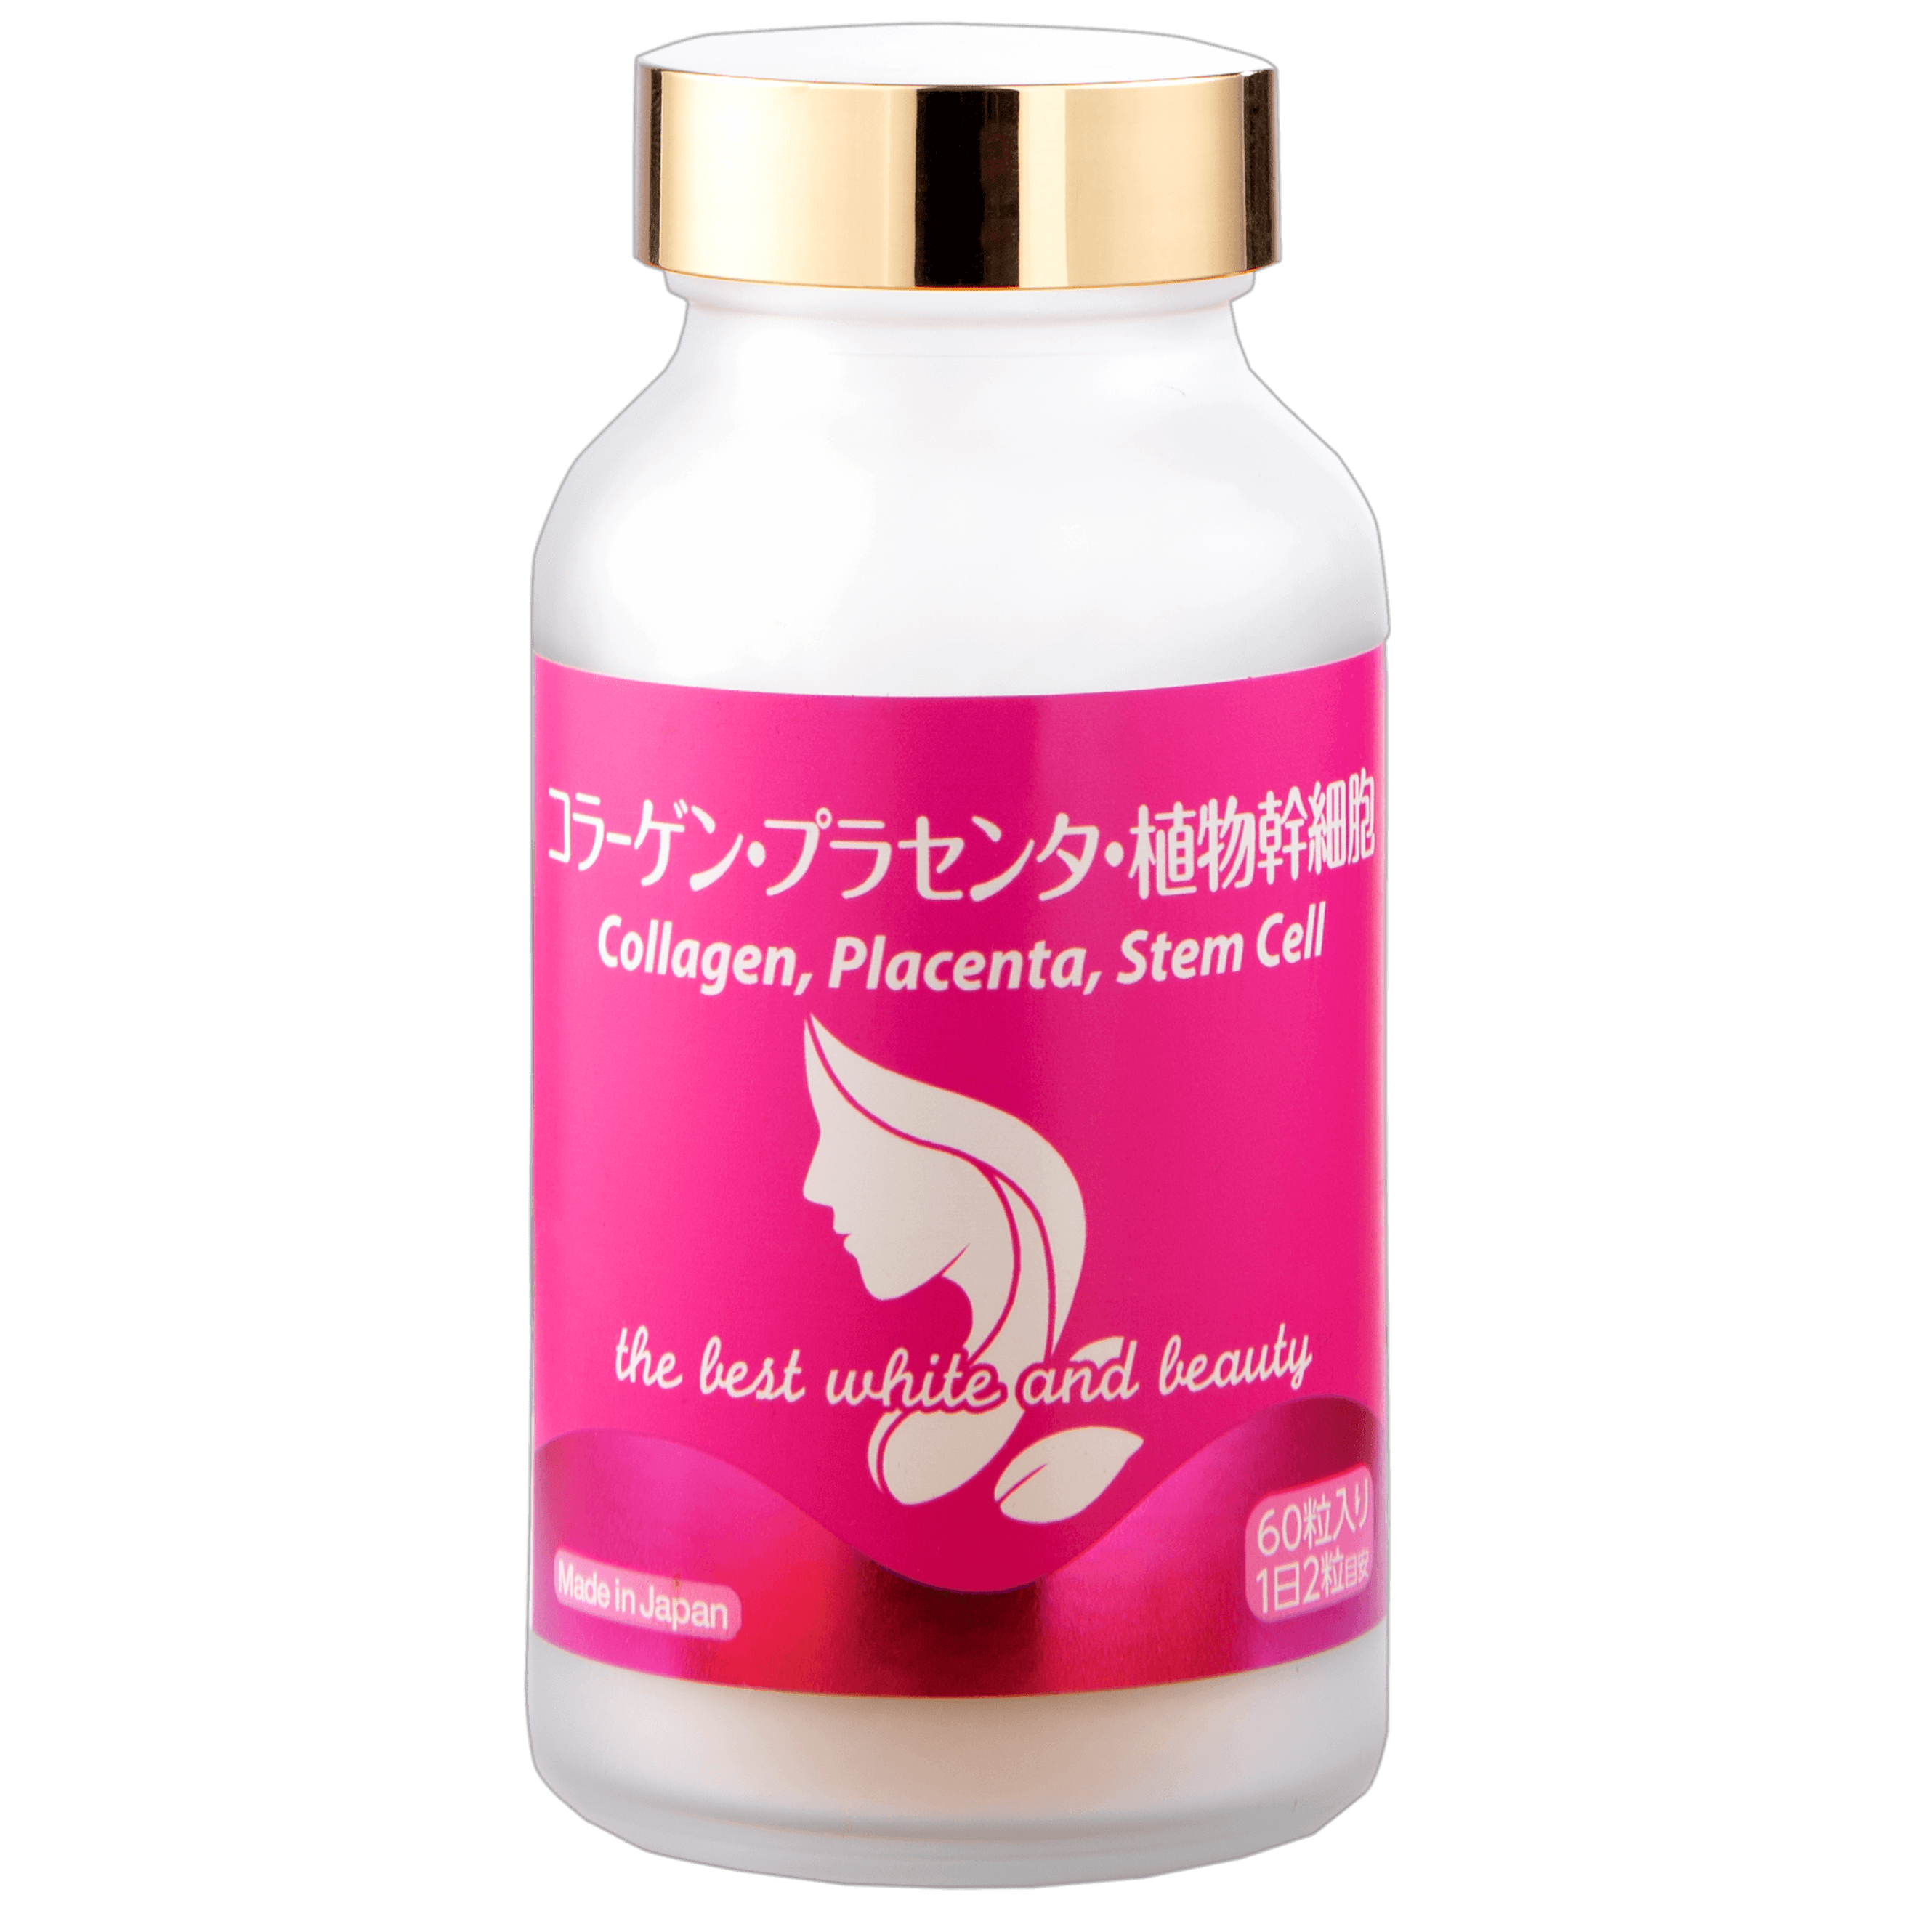 コラーゲン・プラセンタ・植物幹細胞
Collagen, Placenta, Stem Cell
the best white and beauty
Made in Japan
60粒入り
1日2粒目安